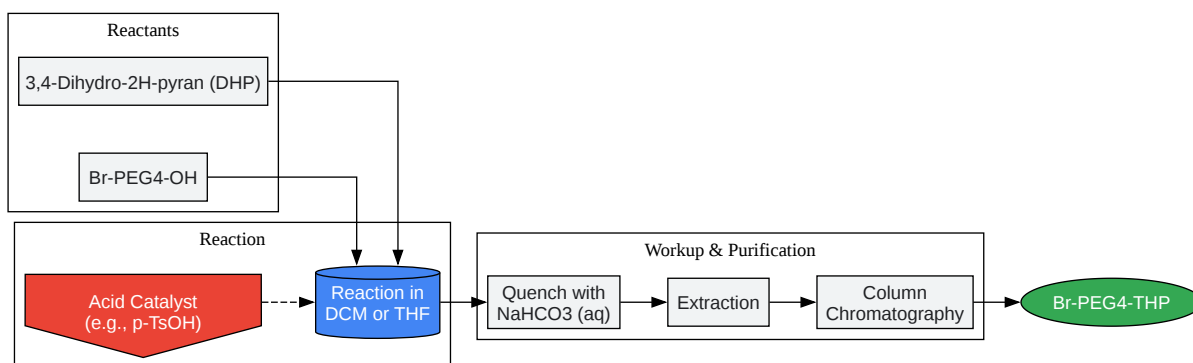 Reactants
3,4-Dihydro-2H-pyran (DHP)
Br-PEG4-OH
Reaction
Acid Catalyst
(e.g., p-TsOH)
Reaction in
DCM or THF
Workup & Purification
Quench with
NaHCO3 (aq)
Extraction
Column
Chromatography
Br-PEG4-THP